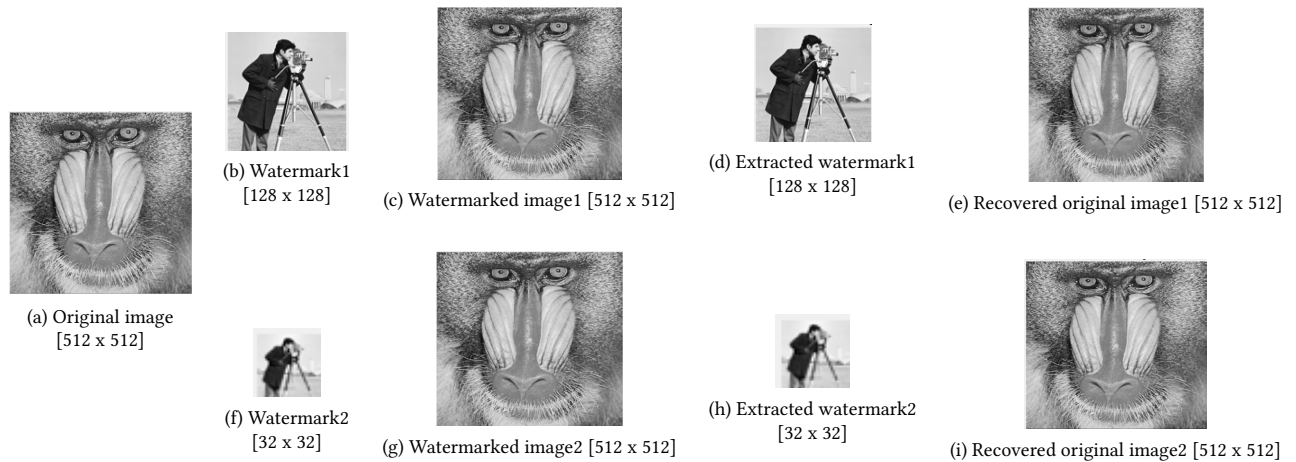 (a) Original image
[512 x 512]
(b) Watermark1
[128 x 128]
(c) Watermarked image1 [512 x 512]
(d) Extracted watermark1
[128 x 128]
(e) Recovered original image1 [512 x 512]
(f) Watermark2
[32 x 32]
(g) Watermarked image2 [512 x 512]
(h) Extracted watermark2
[32 x 32]
(i) Recovered original image2 [512 x 512]